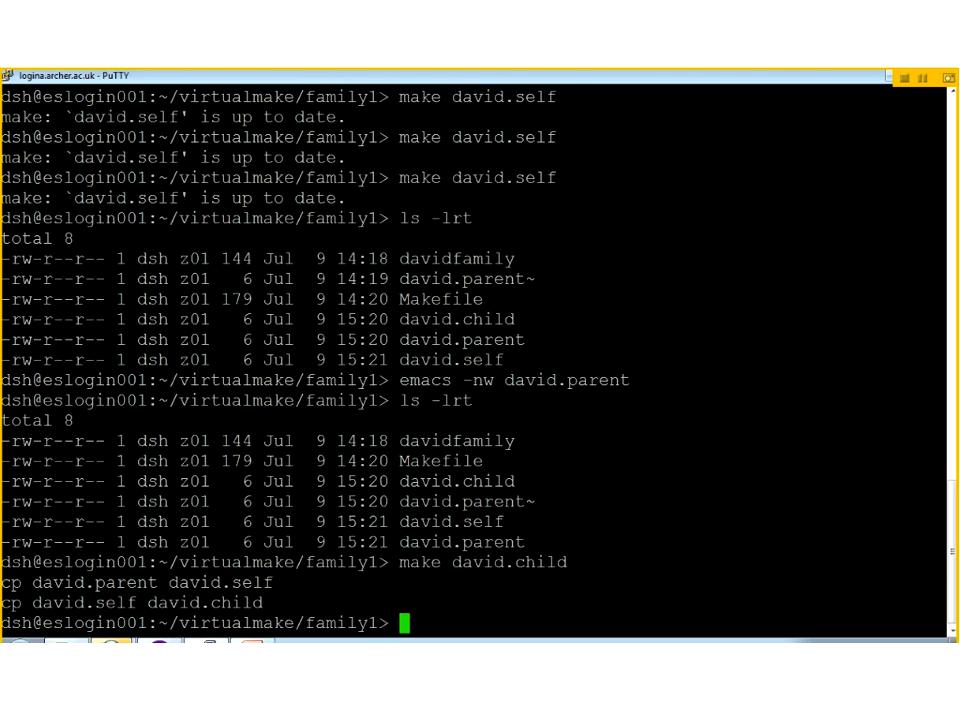 logina.archer.ac.uk - PuTTY
dsh@eslogin001:~/virtualmake/family1> make david.self
make: `david.self' is up to date.
dsh@eslogin001:~/virtualmake/family1> make david.self
make: `david.self' is up to date.
dsh@eslogin001:~/virtualmake/family1> make david.self
make: `david.self' is up to date.
dsh@eslogin001:~/virtualmake/family1> ls -lrt
total 8
-rw-r--r-- 1 dsh z01 144 Jul  9 14:18 davidfamily
-rw-r--r-- 1 dsh z01   6 Jul  9 14:19 david.parent~
-rw-r--r-- 1 dsh z01 179 Jul  9 14:20 Makefile
-rw-r--r-- 1 dsh z01   6 Jul  9 15:20 david.child
-rw-r--r-- 1 dsh z01   6 Jul  9 15:20 david.parent
-rw-r--r-- 1 dsh z01   6 Jul  9 15:21 david.self
dsh@eslogin001:~/virtualmake/family1> emacs -nw david.parent
dsh@eslogin001:~/virtualmake/family1> ls -lrt
total 8
-rw-r--r-- 1 dsh z01 144 Jul  9 14:18 davidfamily
-rw-r--r-- 1 dsh z01 179 Jul  9 14:20 Makefile
-rw-r--r-- 1 dsh z01   6 Jul  9 15:20 david.child
-rw-r--r-- 1 dsh z01   6 Jul  9 15:20 david.parent~
-rw-r--r-- 1 dsh z01   6 Jul  9 15:21 david.self
-rw-r--r-- 1 dsh z01   6 Jul  9 15:21 david.parent
dsh@eslogin001:~/virtualmake/family1> make david.child
cp david.parent david.self
cp david.self david.child
dsh@eslogin001:~/virtualmake/family1>